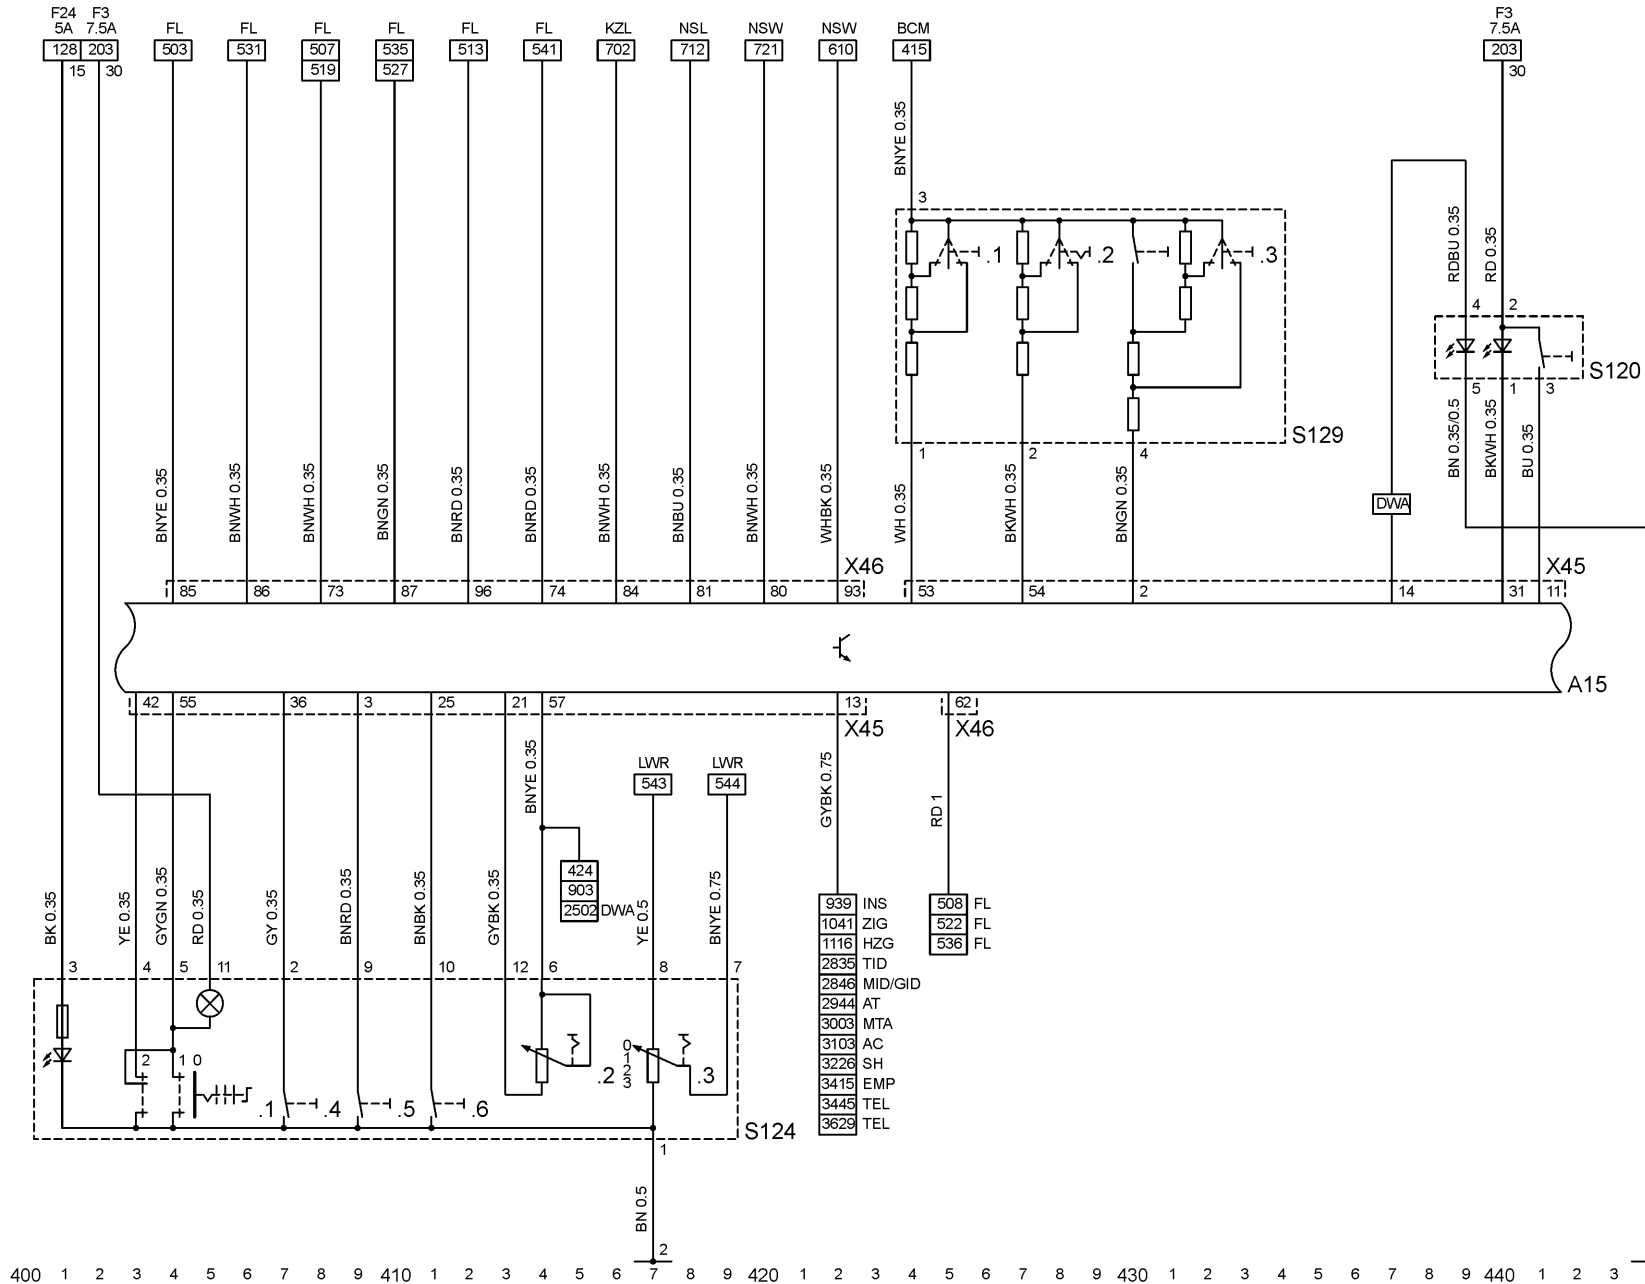 F24 F3 F3
5A 7.5A FL FL FL FL FL FL KZL NSL NSW NSW BCM 7.5A
128 203 503 531 507 535 513 541 702 712 721 610 415 203
15 30 519 527 30
BNYE 0.35
3
RDBU 0.35 RD 0.35
.1 .2 .3
4 2
S120
5 1 3
S129
1 2 4
BN 0.35/0.5 BKWH 0.35 BU 0.35
BNYE 0.35 BNWH 0.35 BNWH 0.35 BNGN 0.35 BNRD 0.35 BNRD 0.35 BNWH 0.35 BNBU 0.35 BNWH 0.35 WHBK 0.35 WH 0.35 BKWH 0.35 BNGN 0.35
DWA
X46 X45
85 86 73 87 96 74 84 81 80 93 53 54 2 14 31 11
A15
42 55 36 3 25 21 57 13 62
X45 X46
BNYE 0.35 GYBK 0.75 RD 1
LWR LWR
543 544
424
903
2502 DWA
BK 0.35 YE 0.35 GYGN 0.35 RD 0.35 GY 0.35 BNRD 0.35 BNBK 0.35 GYBK 0.35 YE 0.5 BNYE 0.75
939 INS 508 FL
1041 ZIG 522 FL
1116 HZG 536 FL
2835 TID
2846 MID/GID
2944 AT
3003 MTA
3103 AC
3226 SH
3415 EMP
3445 TEL
3629 TEL
3 4 5 11 2 9 10 12 6 8 7
2 1 0
0
1
2
3
.2 .3
.1 .4 .5 .6
S124
1
BN 0.5
2
400 1 2 3 4 5 6 7 8 9 410 1 2 3 4 5 6 7 8 9 420 1 2 3 4 5 6 7 8 9 430 1 2 3 4 5 6 7 8 9 440 1 2 3